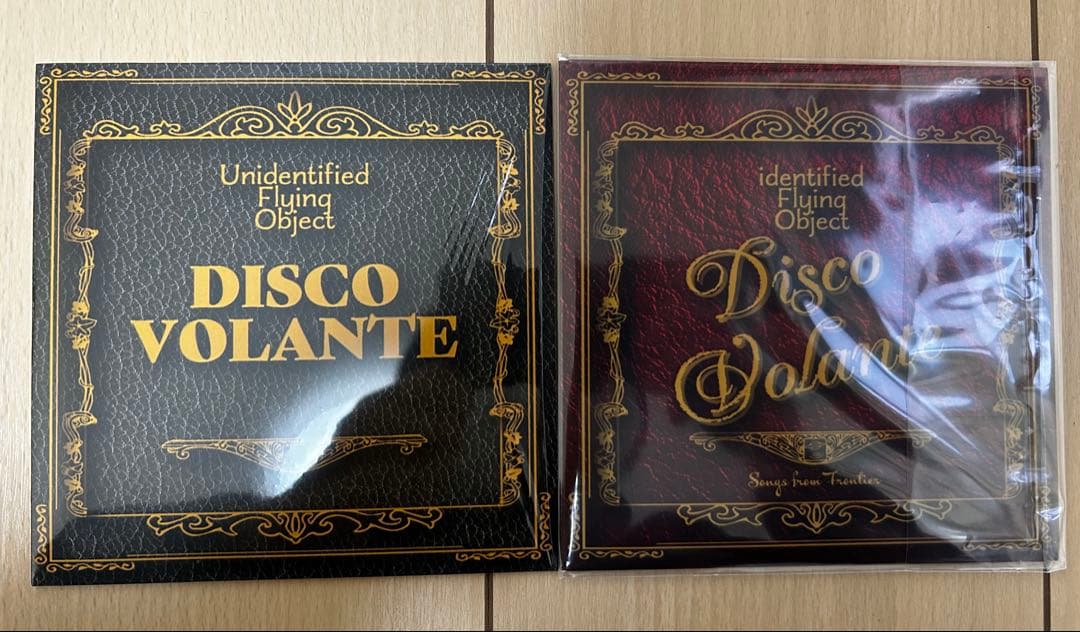 Unidentified
Flying
Object
DISCO
VOLANTE
identified
Flying
Object
Disco
Volante
Songs from Frontier